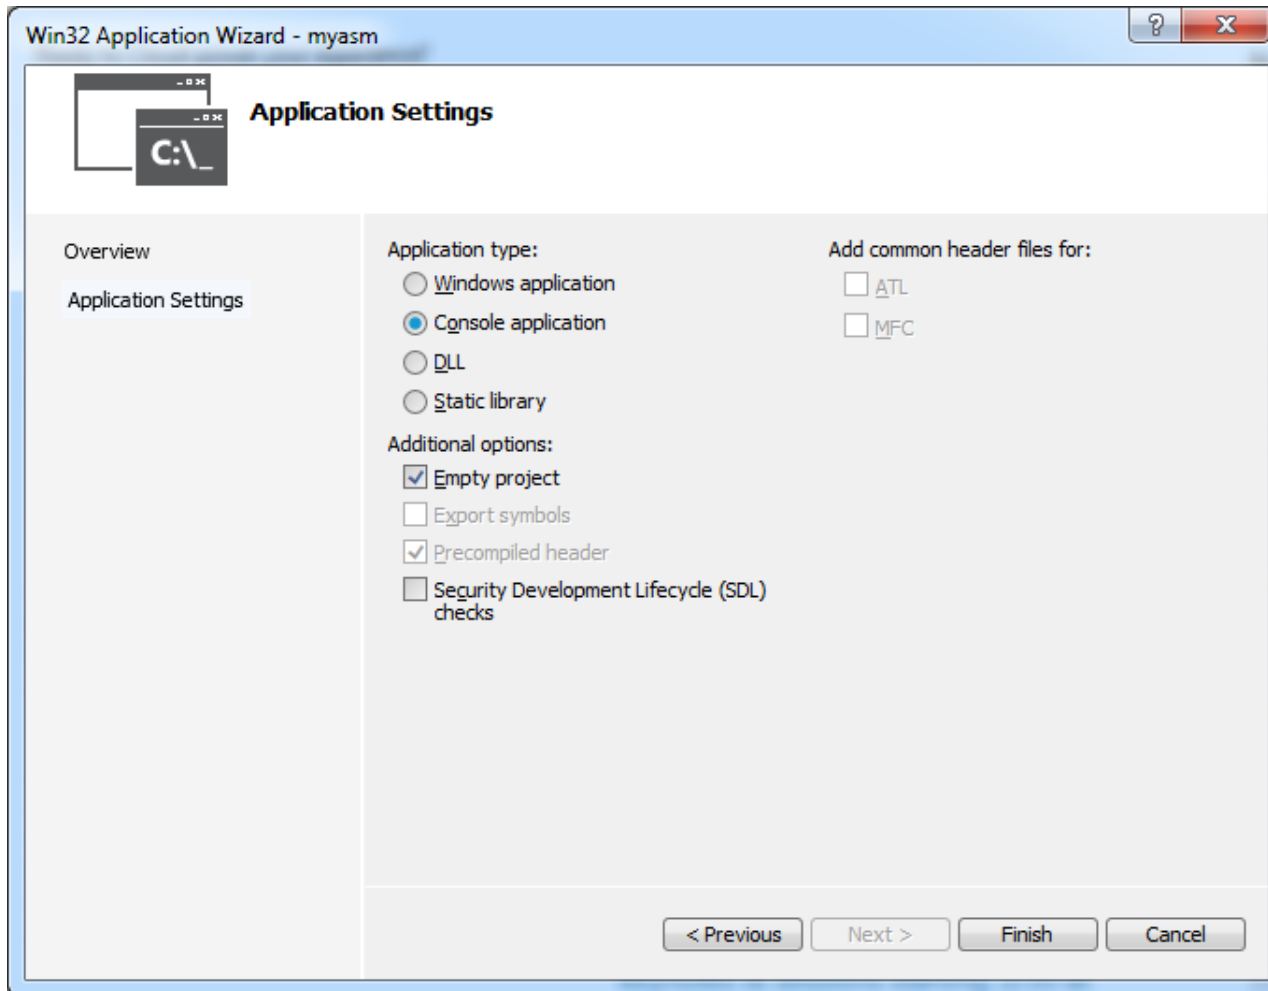 Win32 Application Wizard - myasm
C:\_
Application Settings
Overview
Application Settings
Application type:
Windows application
Console application
DLL
Static library
Additional options:
Empty project
Export symbols
Precompiled header
Security Development Lifecycle (SDL)
checks
Add common header files for:
ATL
MFC
< Previous
Next >
Finish
Cancel